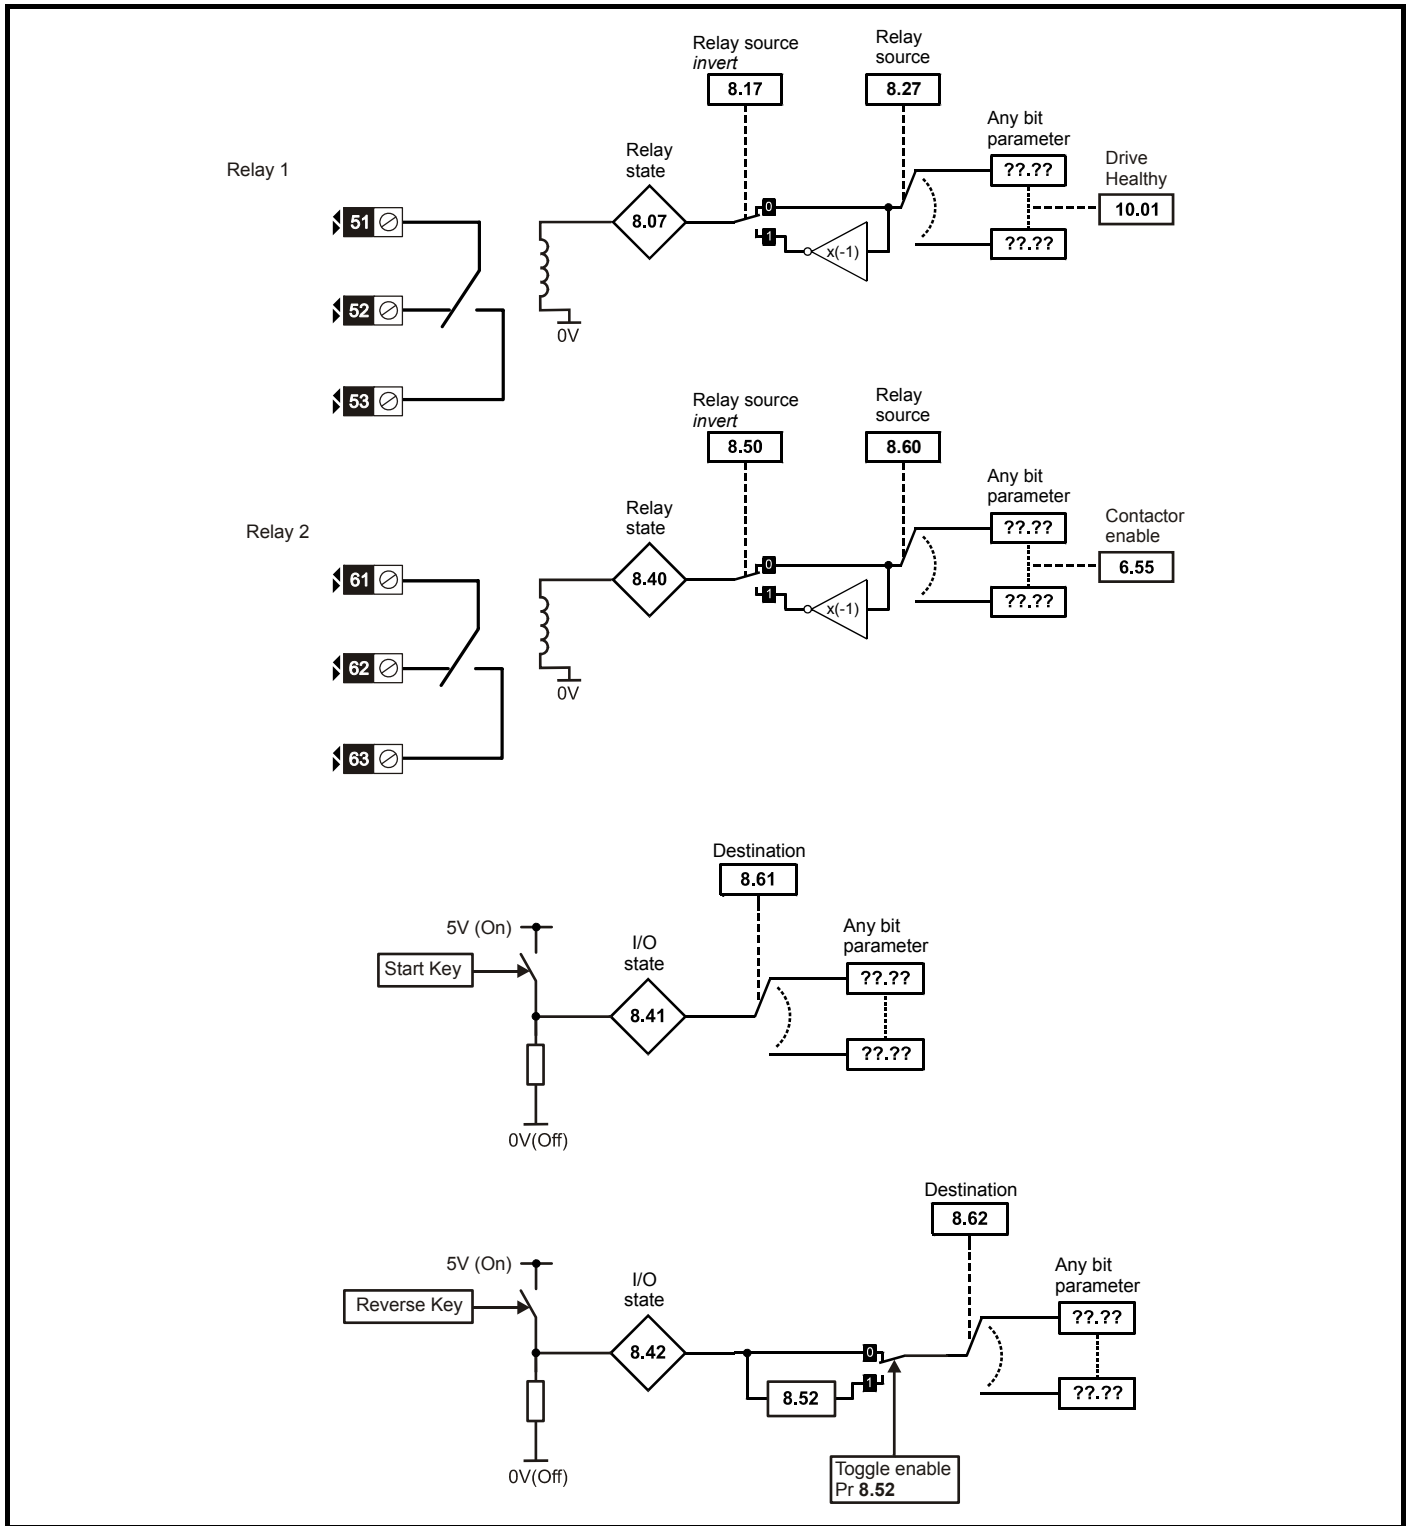 Relay source
invert
8.17
Relay
source
8.27
Any bit
parameter
??.??
Drive
Healthy
10.01
??.??
Relay 1
Relay
state
8.07
0
1
x(-1)
51
52
53
0V
Relay source
invert
8.50
Relay
source
8.60
Any bit
parameter
??.??
Contactor
enable
6.55
??.??
Relay 2
Relay
state
8.40
0
1
x(-1)
61
62
63
0V
Destination
8.61
5V (On)
Start Key
I/O
state
8.41
Any bit
parameter
??.??
??.??
0V(Off)
Destination
8.62
5V (On)
Reverse Key
I/O
state
8.42
0
1
8.52
Any bit
parameter
??.??
??.??
Toggle enable
Pr 8.52
0V(Off)